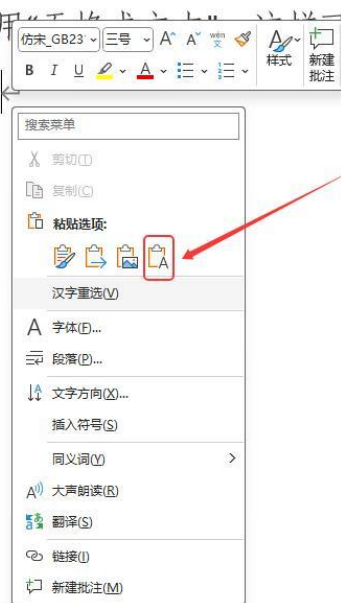 仿宋_GB23 三号 A A wén 文
B I U A
样式 新建
批注
搜索菜单
剪切(T)
复制(C)
粘贴选项:
A
汉字重选(V)
A 字体(F)...
段落(P)...
A 文字方向(X)...
插入符号(S)
同义词(Y)
A 大声朗读(R)
翻译(S)
链接(I)
新建批注(M)